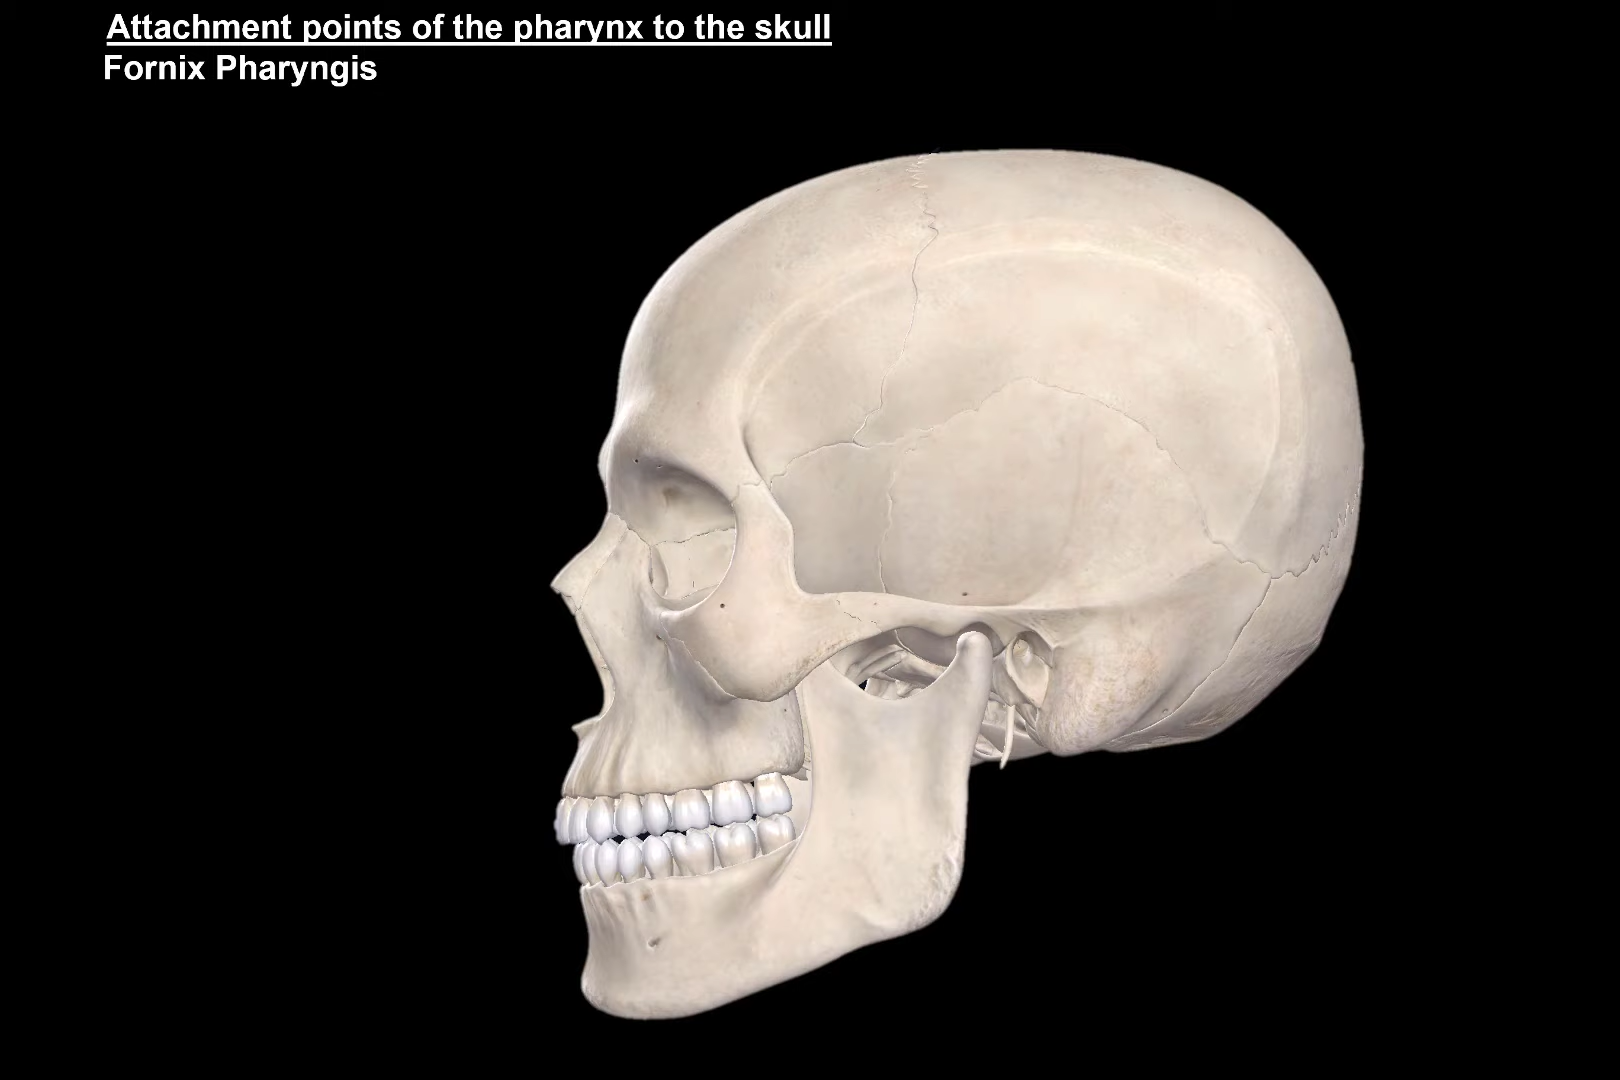 Attachment points of the pharynx to the skull
Fornix Pharyngis